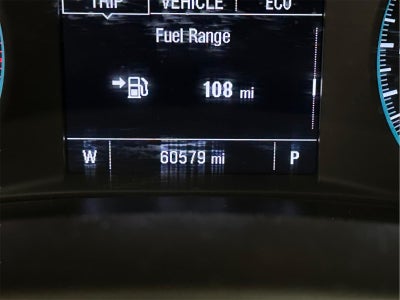 TRIP VEHICLE ECO
Fuel Range
108 mi
W 60579 mi P